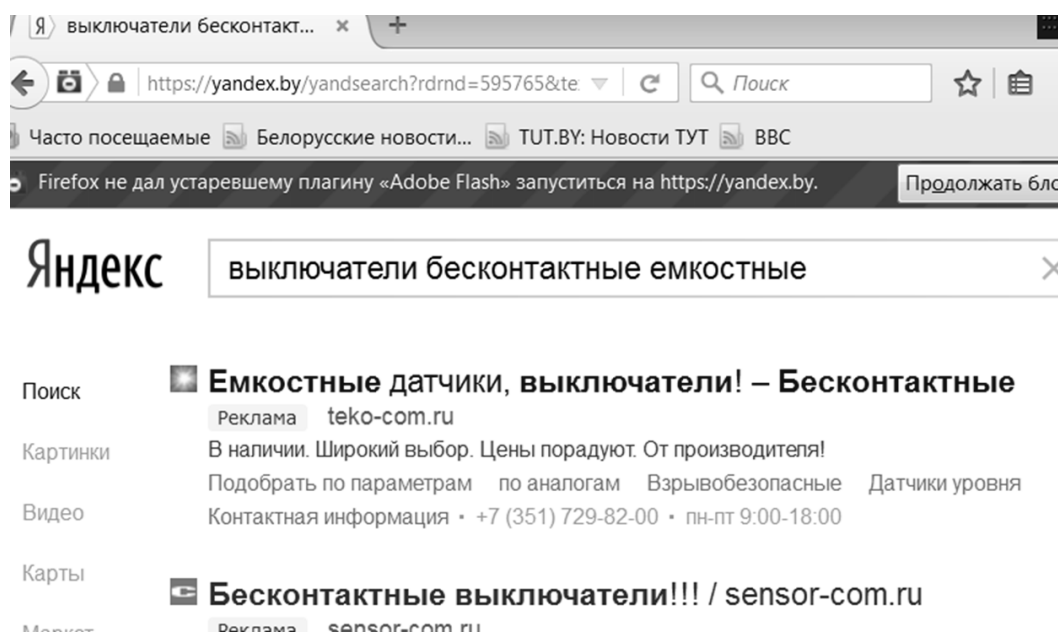 Я выключатели бесконтакт... × +
https://yandex.by/yandsearch?rdrnd=595765&te Поиск
Часто посещаемые Белорусские новости... TUT.BY: Новости ТУТ BBC
Firefox не дал устаревшему плагину «Adobe Flash» запуститься на https://yandex.by. Продолжать бло
Яндекс выключатели бесконтактные емкостные
Поиск
Картинки
Видео
Карты
Маркет
Емкостные датчики, выключатели! – Бесконтактные
Реклама teko-com.ru
В наличии. Широкий выбор. Цены порадуют. От производителя!
Подобрать по параметрам по аналогам Взрывобезопасные Датчики уровня
Контактная информация · +7 (351) 729-82-00 · пн-пт 9:00-18:00
Бесконтактные выключатели!!! / sensor-com.ru
Реклама sensor-com.ru